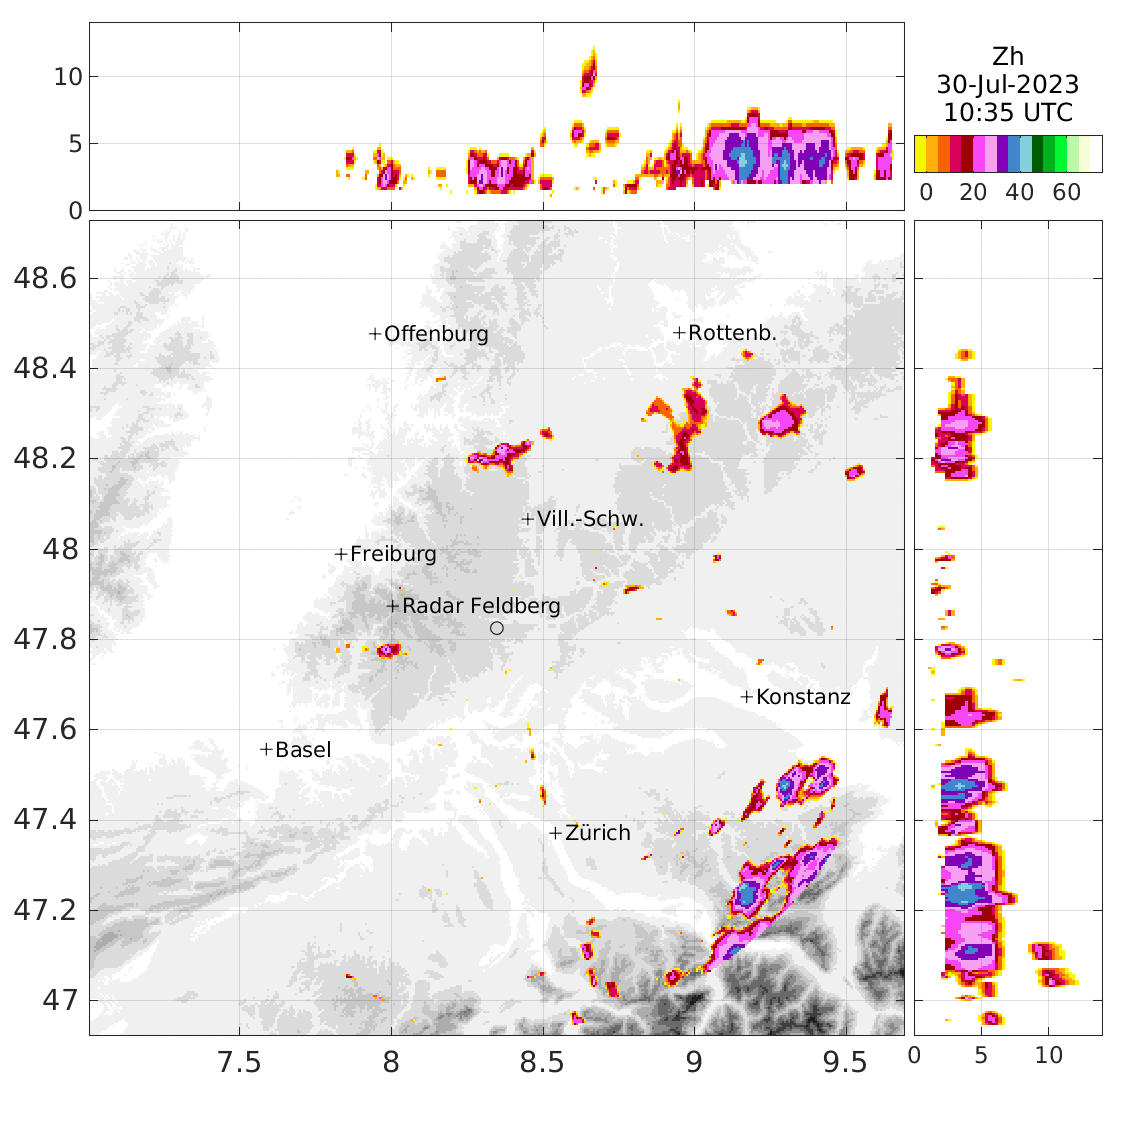 10
5
0
Zh
30-Jul-2023
10:35 UTC
0 20 40 60
48.6
48.4
48.2
48
47.8
47.6
47.4
47.2
47
+Offenburg
+Rottenb.
+Vill.-Schw.
+Freiburg
+Radar Feldberg
+Konstanz
+Basel
+Zürich
7.5 8 8.5 9 9.5
0 5 10